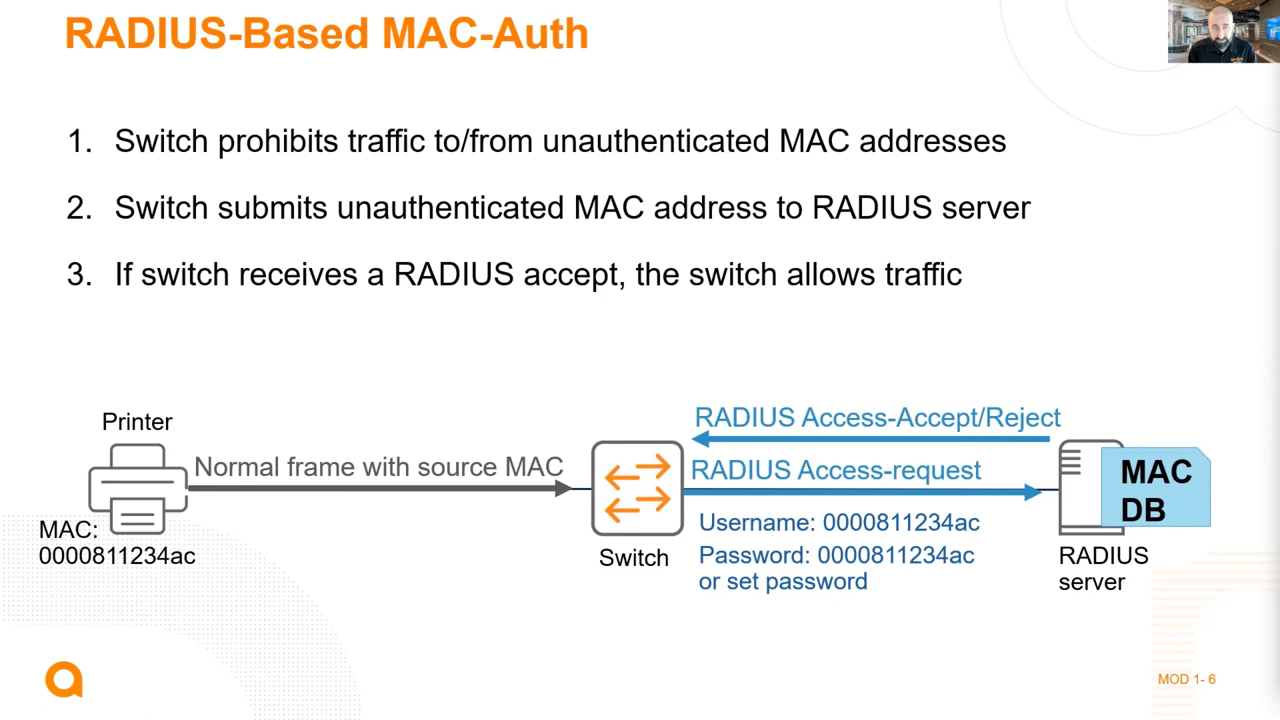 RADIUS-Based MAC-Auth
1. Switch prohibits traffic to/from unauthenticated MAC addresses
2. Switch submits unauthenticated MAC address to RADIUS server
3. If switch receives a RADIUS accept, the switch allows traffic
Printer
MAC:
0000811234ac
Normal frame with source MAC
Switch
RADIUS Access-Accept/Reject
RADIUS Access-request
Username: 0000811234ac
Password: 0000811234ac
or set password
MAC
DB
RADIUS
server
MOD 1- 6